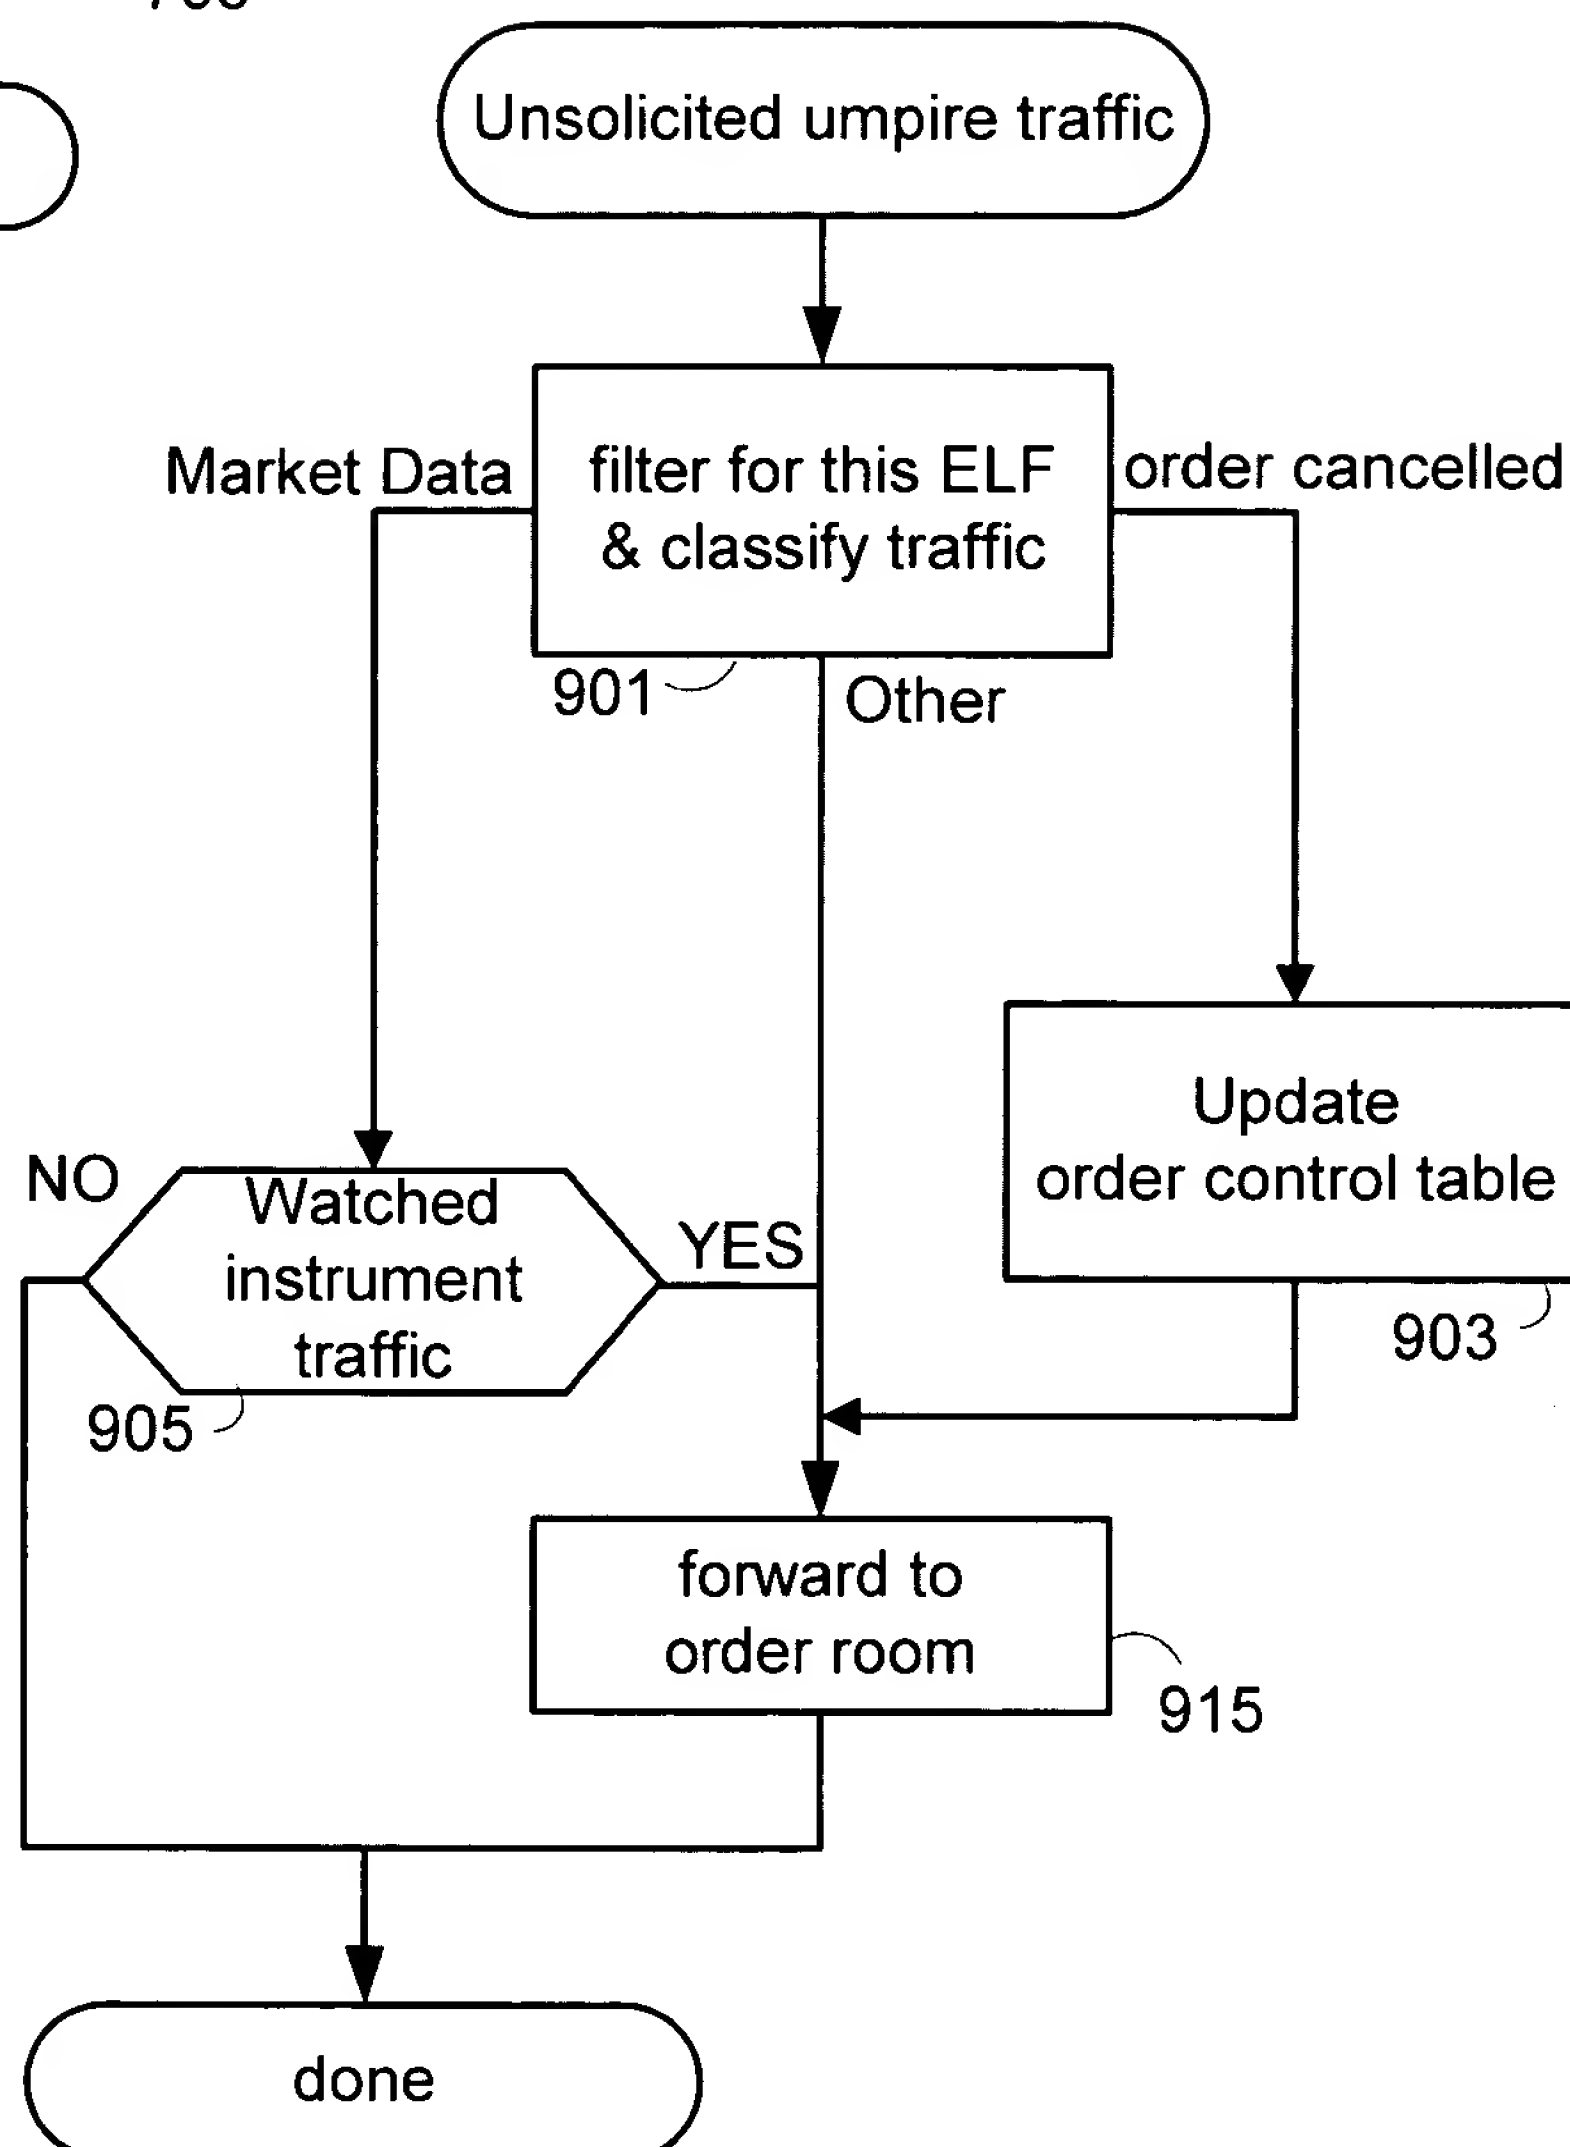 Unsolicited umpire traffic
Market Data
filter for this ELF
& classify traffic
order cancelled
901
Other
Update
order control table
903
NO
Watched
instrument
traffic
YES
905
forward to
order room
915
done